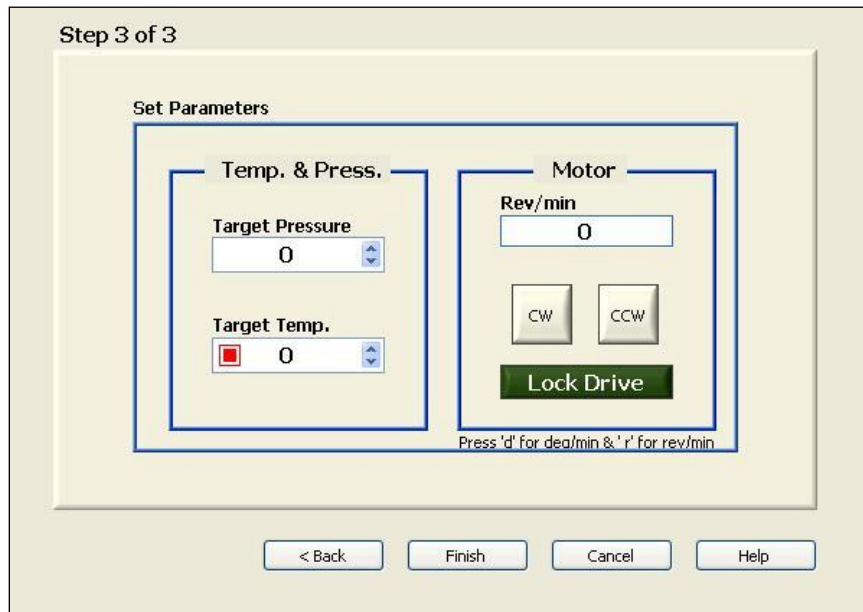 Step 3 of 3
Set Parameters
Temp. & Press.
Target Pressure
0
Target Temp.
0
Motor
Rev/min
0
CW
CCW
Lock Drive
Press 'd' for deg/min & 'r' for rev/min
< Back
Finish
Cancel
Help